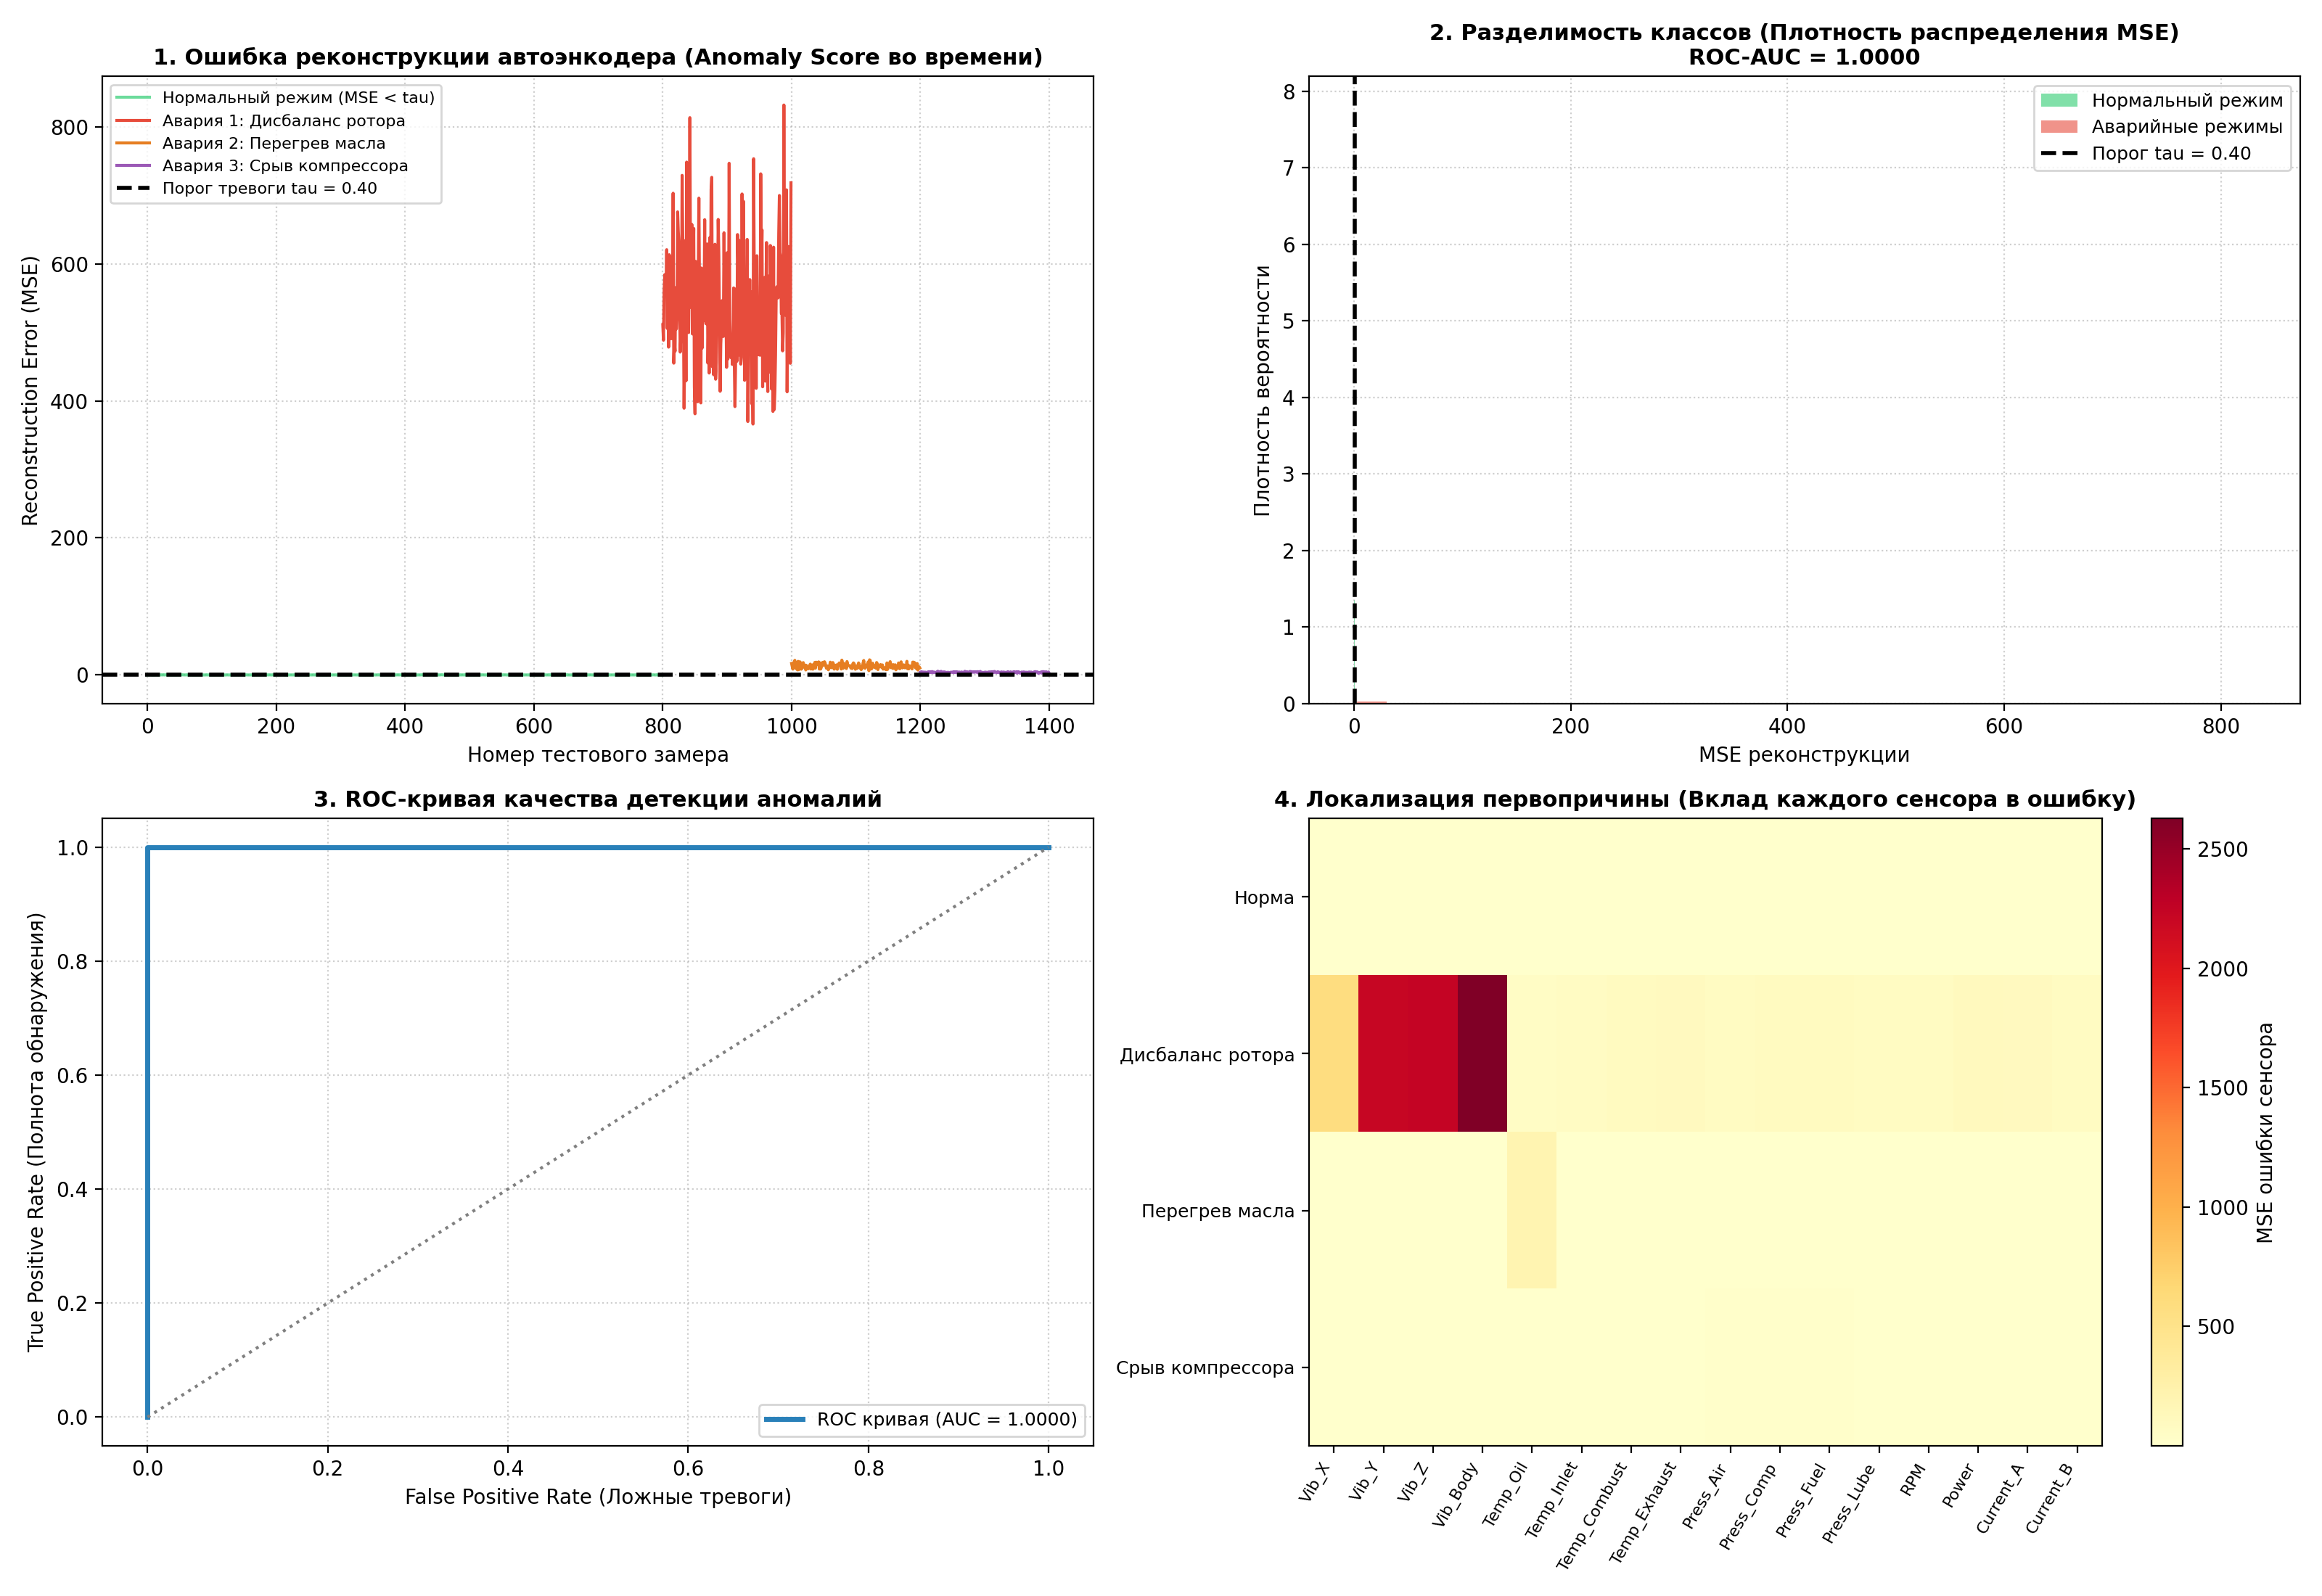 1. Ошибка реконструкции автоэнкодера (Anomaly Score во времени)
Нормальный режим (MSE < tau)
Авария 1: Дисбаланс ротора
Авария 2: Перегрев масла
Авария 3: Срыв компрессора
Порог тревоги tau = 0.40
Reconstruction Error (MSE)
800
600
400
200
0
0 200 400 600 800 1000 1200 1400
Номер тестового замера
2. Разделимость классов (Плотность распределения MSE)
ROC-AUC = 1.0000
Нормальный режим
Аварийные режимы
Порог tau = 0.40
Плотность вероятности
8
7
6
5
4
3
2
1
0
0 200 400 600 800
MSE реконструкции
3. ROC-кривая качества детекции аномалий
True Positive Rate (Полнота обнаружения)
1.0
0.8
0.6
0.4
0.2
0.0
ROC кривая (AUC = 1.0000)
0.0 0.2 0.4 0.6 0.8 1.0
False Positive Rate (Ложные тревоги)
4. Локализация первопричины (Вклад каждого сенсора в ошибку)
Норма
Дисбаланс ротора
Перегрев масла
Срыв компрессора
Vib_X
Vib_Y
Vib_Z
Vib_Body
Temp_Oil
Temp_Inlet
Temp_Combust
Temp_Exhaust
Press_Air
Press_Comp
Press_Fuel
Press_Lube
RPM
Power
Current_A
Current_B
2500
2000
1500
1000
500
MSE ошибки сенсора